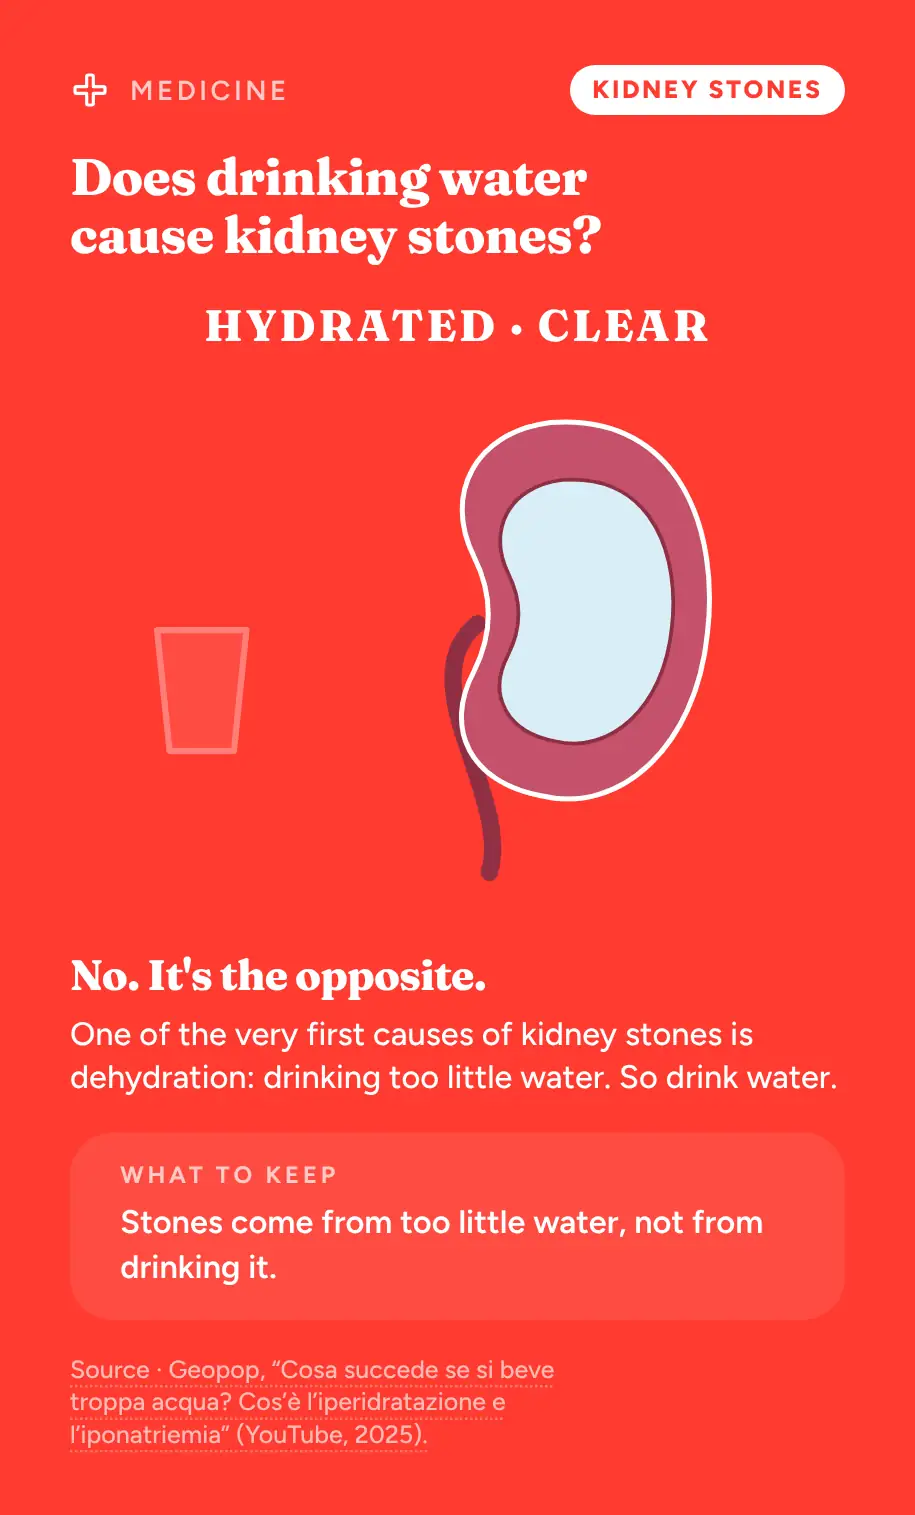 MEDICINE
KIDNEY STONES
Does drinking water
cause kidney stones?
HYDRATED · CLEAR
No. It's the opposite.
One of the very first causes of kidney stones is
dehydration: drinking too little water. So drink water.
WHAT TO KEEP
Stones come from too little water, not from
drinking it.
Source · Geopop, “Cosa succede se si beve
troppa acqua? Cos’è l’iperidratazione e
l’iponatriemia” (YouTube, 2025).